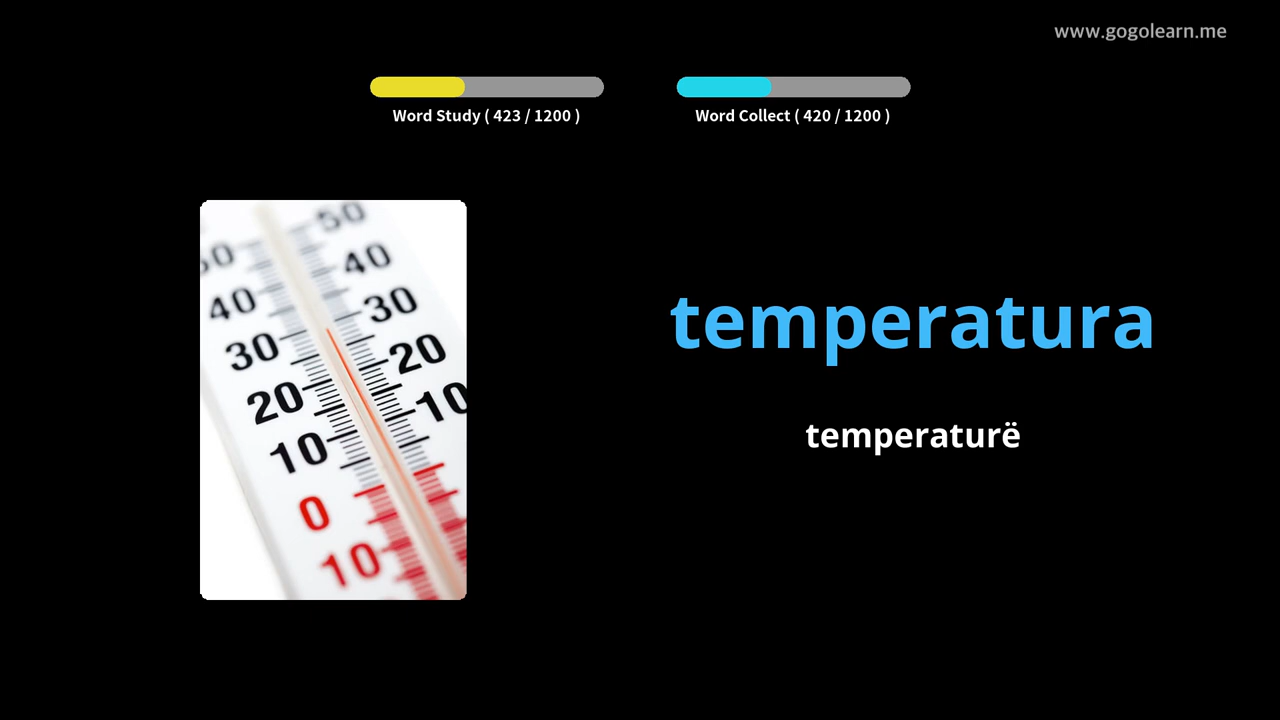 www.gogolearn.me
Word Study ( 423 / 1200 )
Word Collect ( 420 / 1200 )
50
40
40
30
30
20
20
10
10
0
10
temperatura
temperaturë